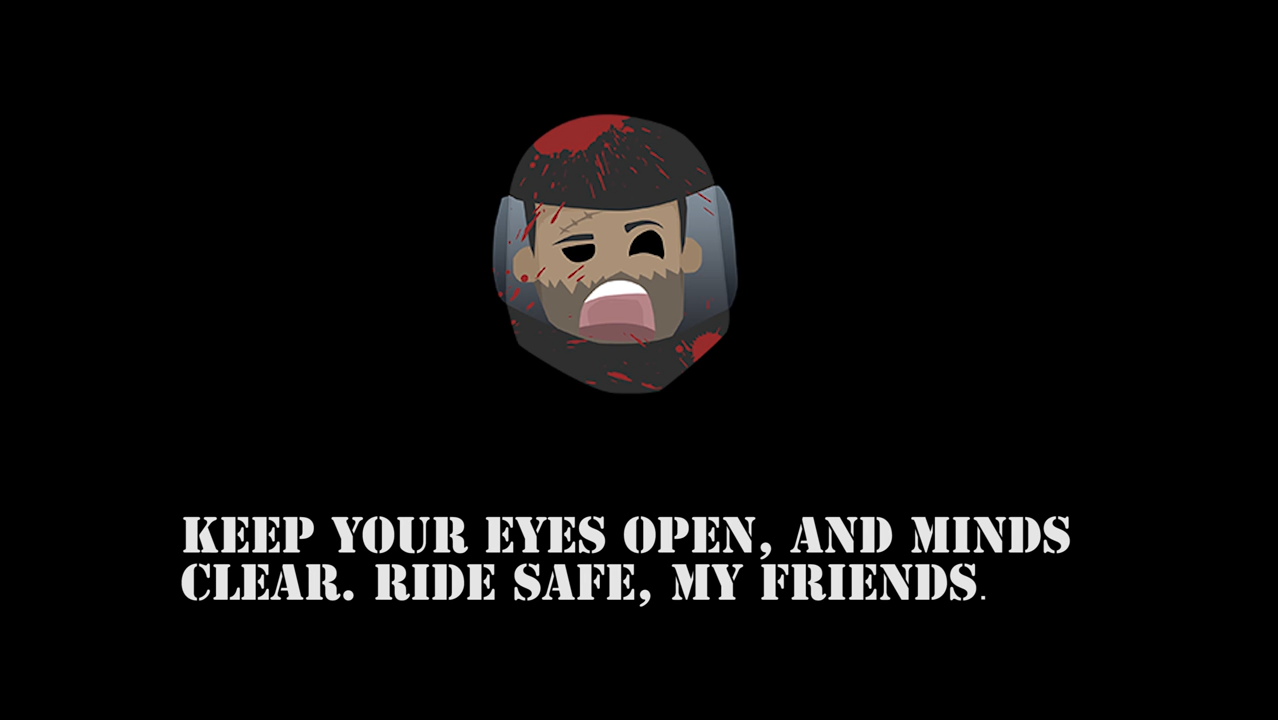 KEEP YOUR EYES OPEN, AND MINDS
CLEAR. RIDE SAFE, MY FRIENDS.